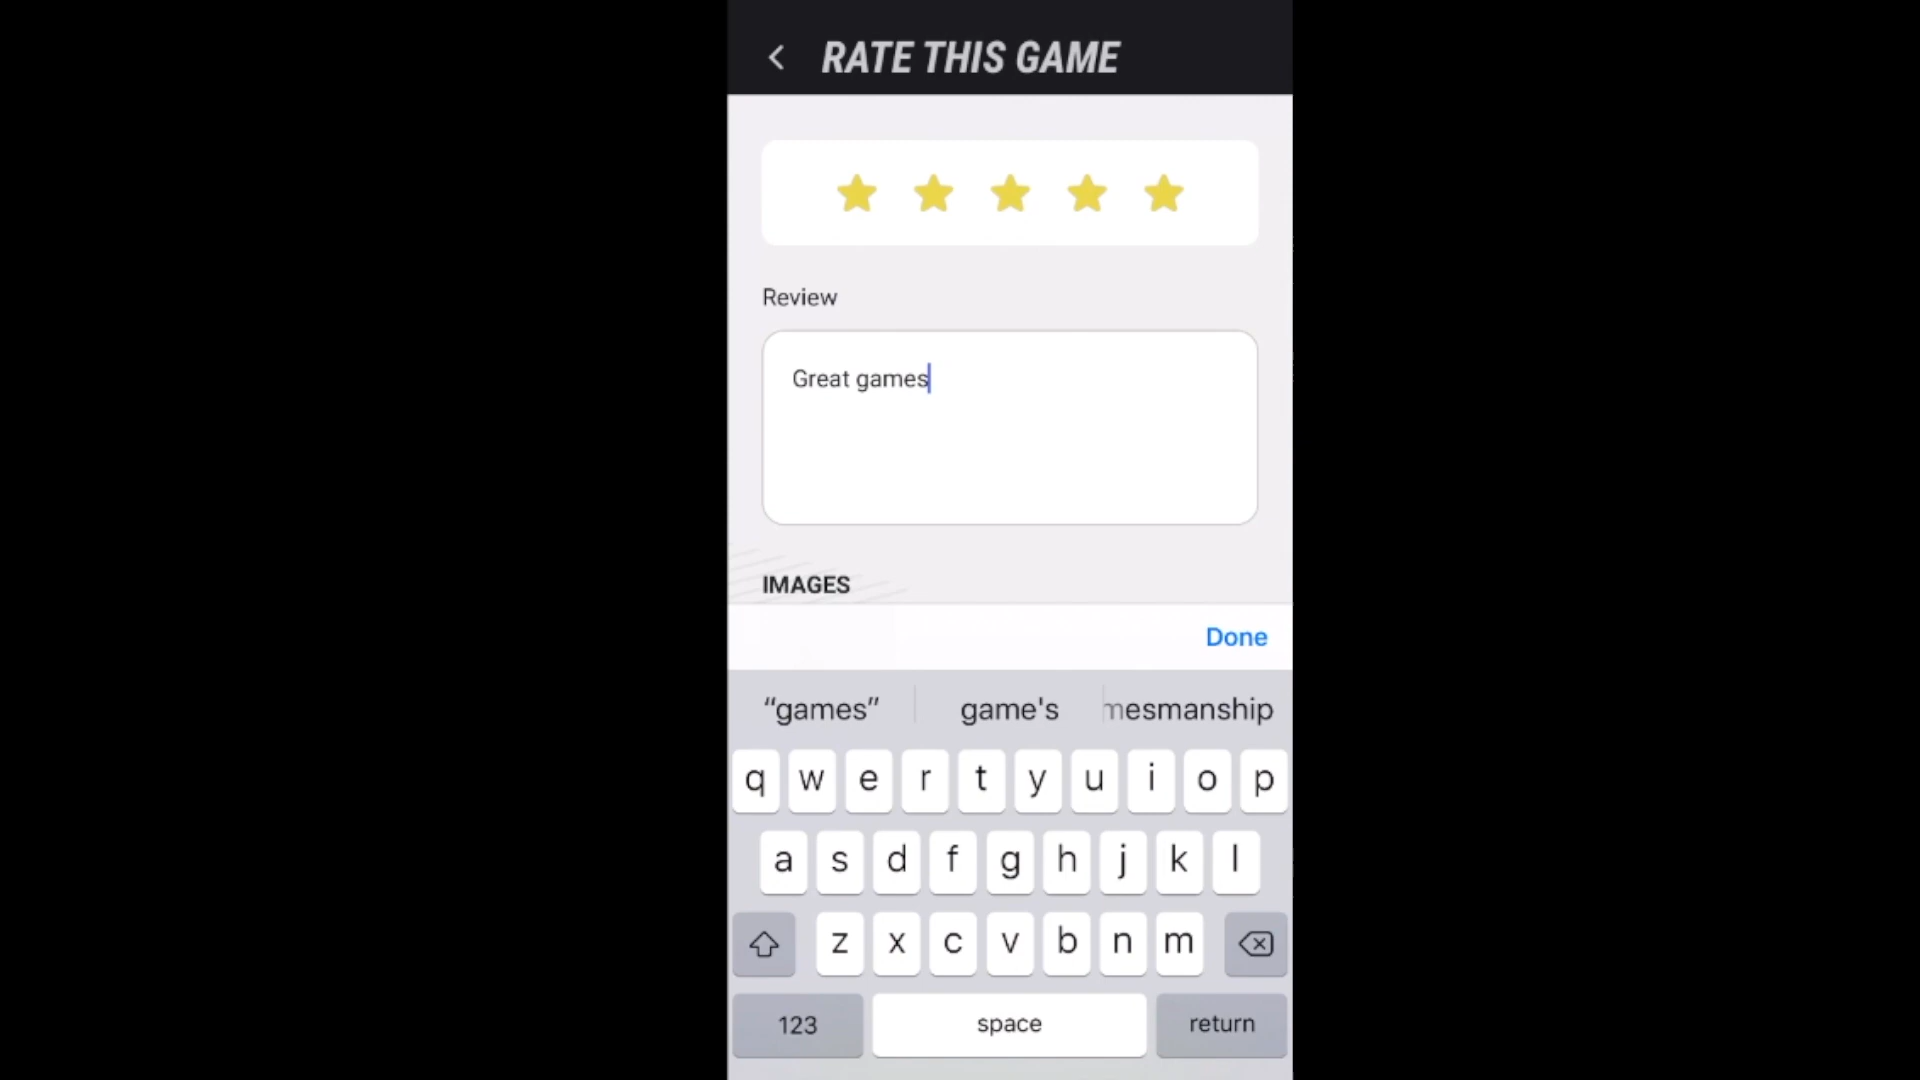 RATE THIS GAME
Review
Great games
IMAGES
Done
“games” game's mesmanship
q w e r t y u i o p
a s d f g h j k l
z x c v b n m
123 space return